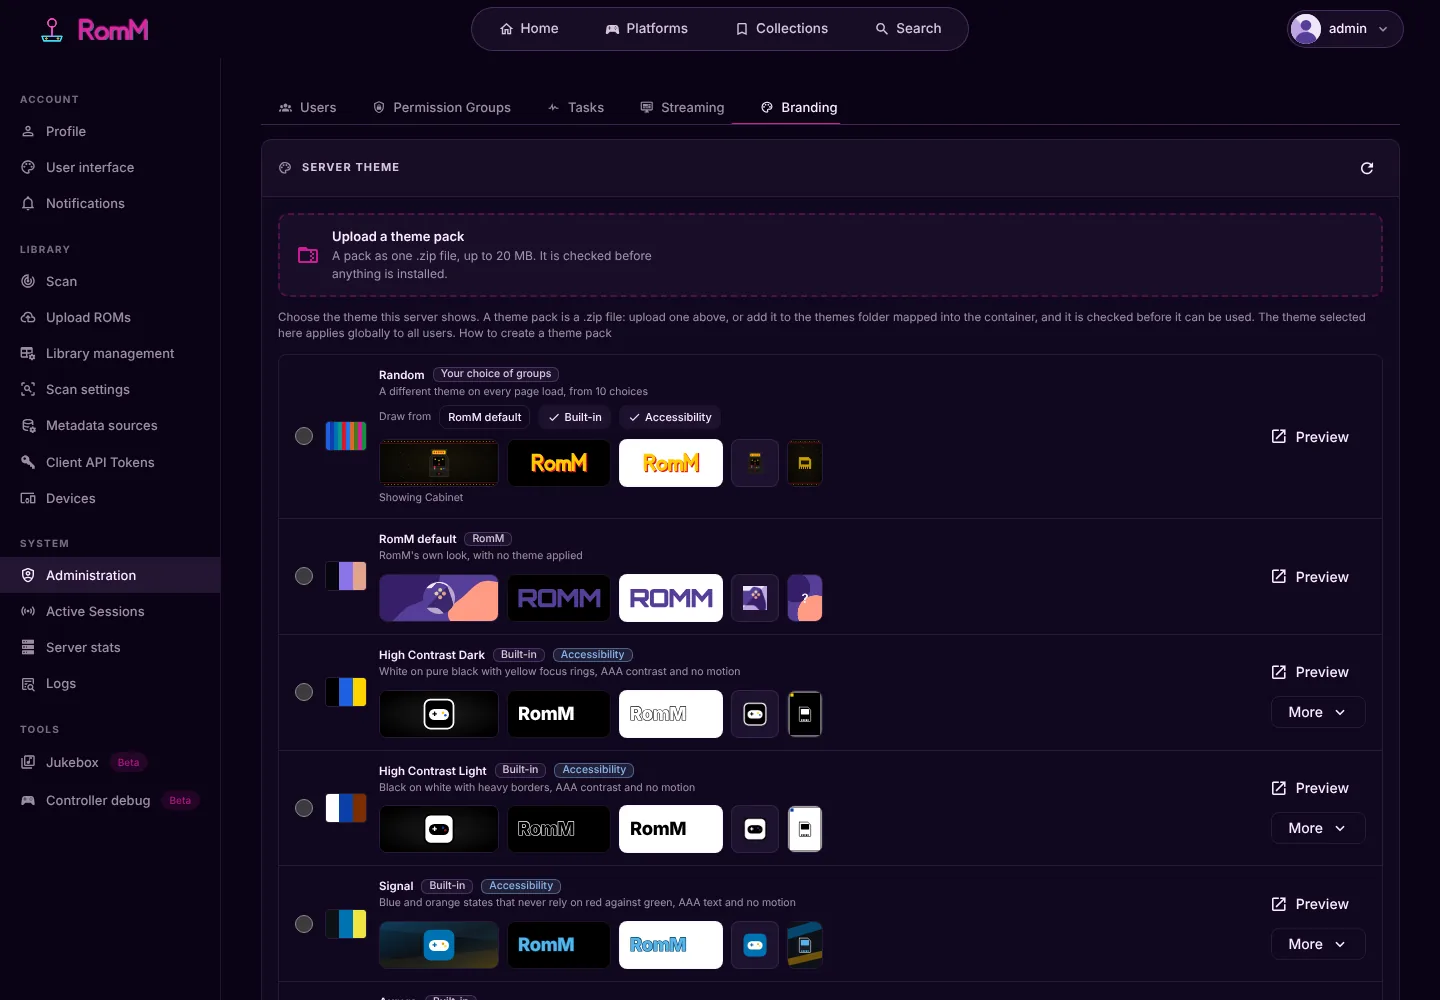 RomM
Home
Platforms
Collections
Search
admin
ACCOUNT
Profile
User interface
Notifications
LIBRARY
Scan
Upload ROMs
Library management
Scan settings
Metadata sources
Client API Tokens
Devices
SYSTEM
Administration
Active Sessions
Server stats
Logs
TOOLS
Jukebox Beta
Controller debug Beta
Users
Permission Groups
Tasks
Streaming
Branding
SERVER THEME
Upload a theme pack
A pack as one .zip file, up to 20 MB. It is checked before
anything is installed.
Choose the theme this server shows. A theme pack is a .zip file: upload one above, or add it to the themes folder mapped into the container, and it is checked before it can be used. The theme selected
here applies globally to all users. How to create a theme pack
Random Your choice of groups
A different theme on every page load, from 10 choices
Draw from RomM default Built-in Accessibility
RomM RomM
Showing Cabinet
Preview
RomM default RomM
RomM's own look, with no theme applied
ROMM ROMM ?
Preview
High Contrast Dark Built-in Accessibility
White on pure black with yellow focus rings, AAA contrast and no motion
RomM RomM
Preview
More
High Contrast Light Built-in Accessibility
Black on white with heavy borders, AAA contrast and no motion
RomM RomM
Preview
More
Signal Built-in Accessibility
Blue and orange states that never rely on red against green, AAA text and no motion
RomM RomM
Preview
More